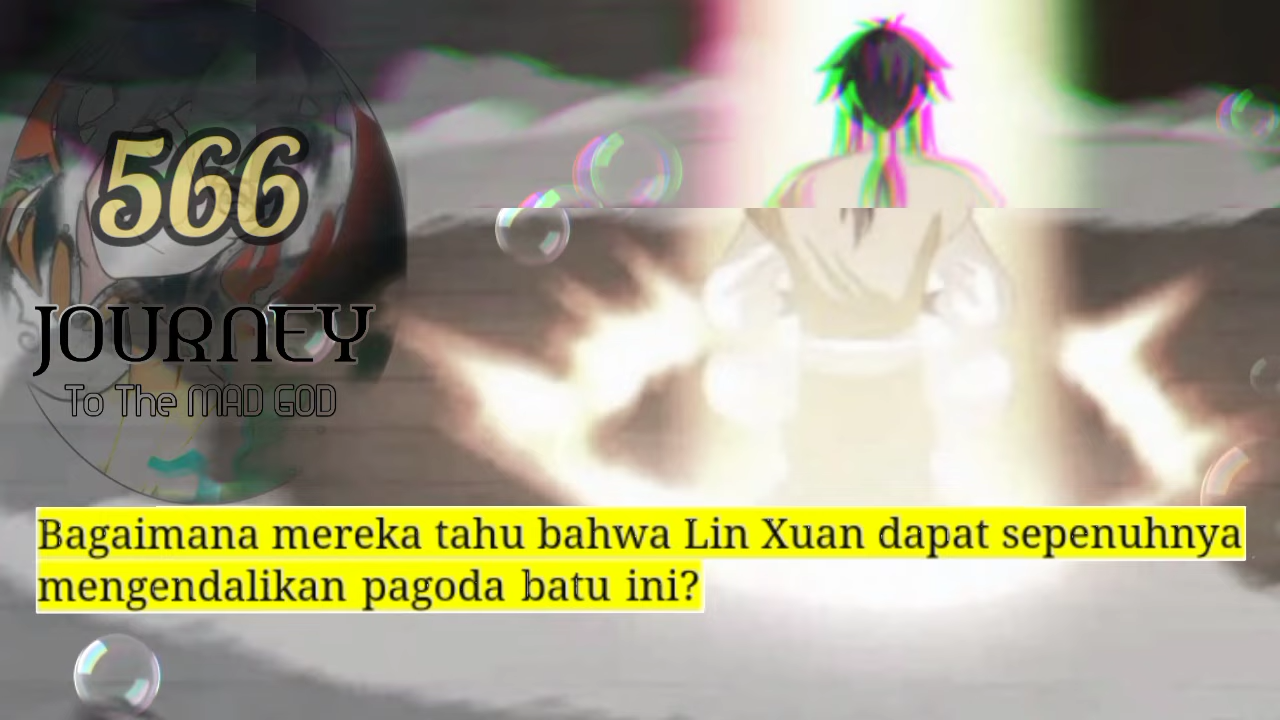 566
JOURNEY
To The MAD GOD
Bagaimana mereka tahu bahwa Lin Xuan dapat sepenuhnya
mengendalikan pagoda batu ini?